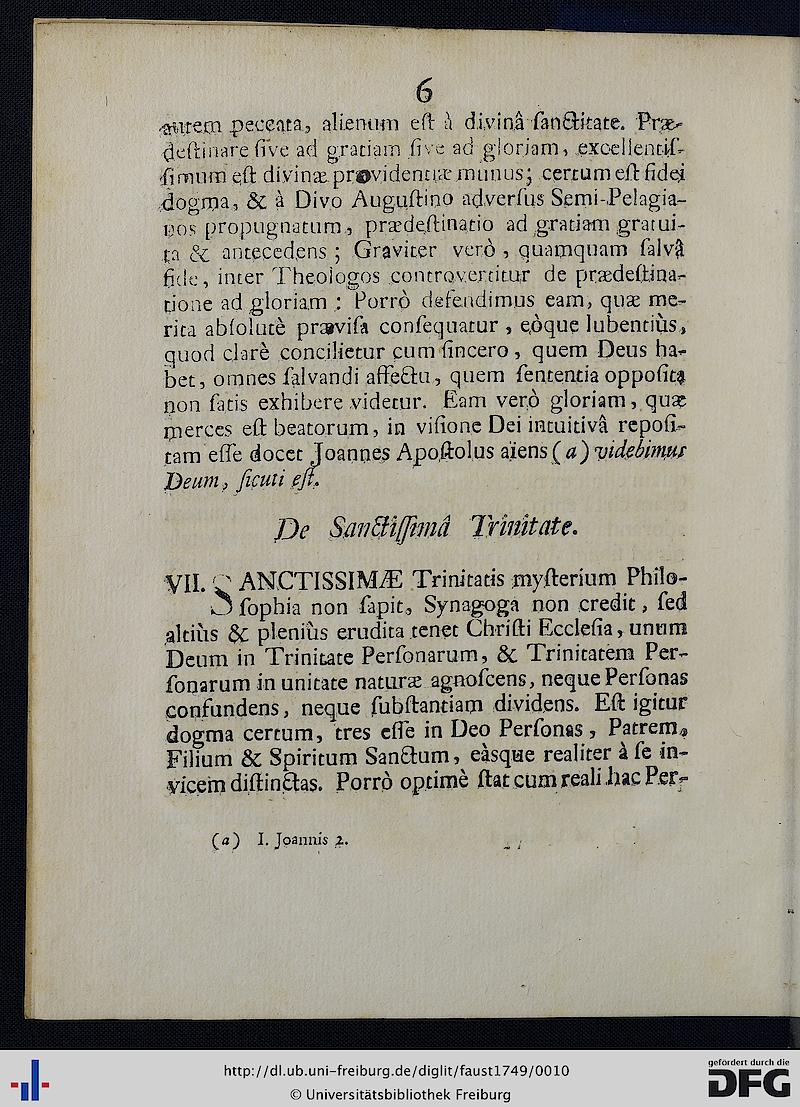 6
autem peccata, alienum eſt à divinâ ſanctitate. Præ-
deſtinare ſive ad gratiam ſive ad gloriam, excellentiſ-
ſimum eſt divinæ providentiæ munus; certum eſt fidei
dogma, & à Divo Auguſtino adverſus Semi-Pelagia-
nos propugnatum, prædeſtinatio ad gratiam gratui-
ta & antecedens; Graviter verò, quamquam ſalvâ
fide, inter Theologos controvertitur de prædeſtina-
tione ad gloriam: Porrò defendimus eam, quæ me-
rita abſolutè præviſa conſequatur, eòque lubentiùs,
quod clarè concilietur cum ſincero, quem Deus ha-
bet, omnes ſalvandi affectu, quem ſententia oppoſita
non ſatis exhibere videtur. Eam verò gloriam, quæ
merces eſt beatorum, in viſione Dei intuitivâ repoſi-
tam eſſe docet Joannes Apoſtolus aïens (a) videbimus
Deum, ſicuti eſt.
De Sanctiſſimâ Trinitate.
VII. SANCTISSIMÆ Trinitatis myſterium Philo-
ſophia non ſapit, Synagoga non credit, ſed
altiùs & pleniùs erudita tenet Chriſti Eccleſia, unum
Deum in Trinitate Perſonarum, & Trinitatem Per-
ſonarum in unitate naturæ agnoſcens, neque Perſonas
confundens, neque ſubſtantiam dividens. Eſt igitur
dogma certum, tres eſſe in Deo Perſonas, Patrem,
Filium & Spiritum Sanctum, eàsque realiter à ſe in-
vicem diſtinctas. Porrò optimè ſtat cum reali hac Per-
(a) I. Joannis 2.
http://dl.ub.uni-freiburg.de/diglit/faust1749/0010
© Universitätsbibliothek Freiburg
gefördert durch die
DFG